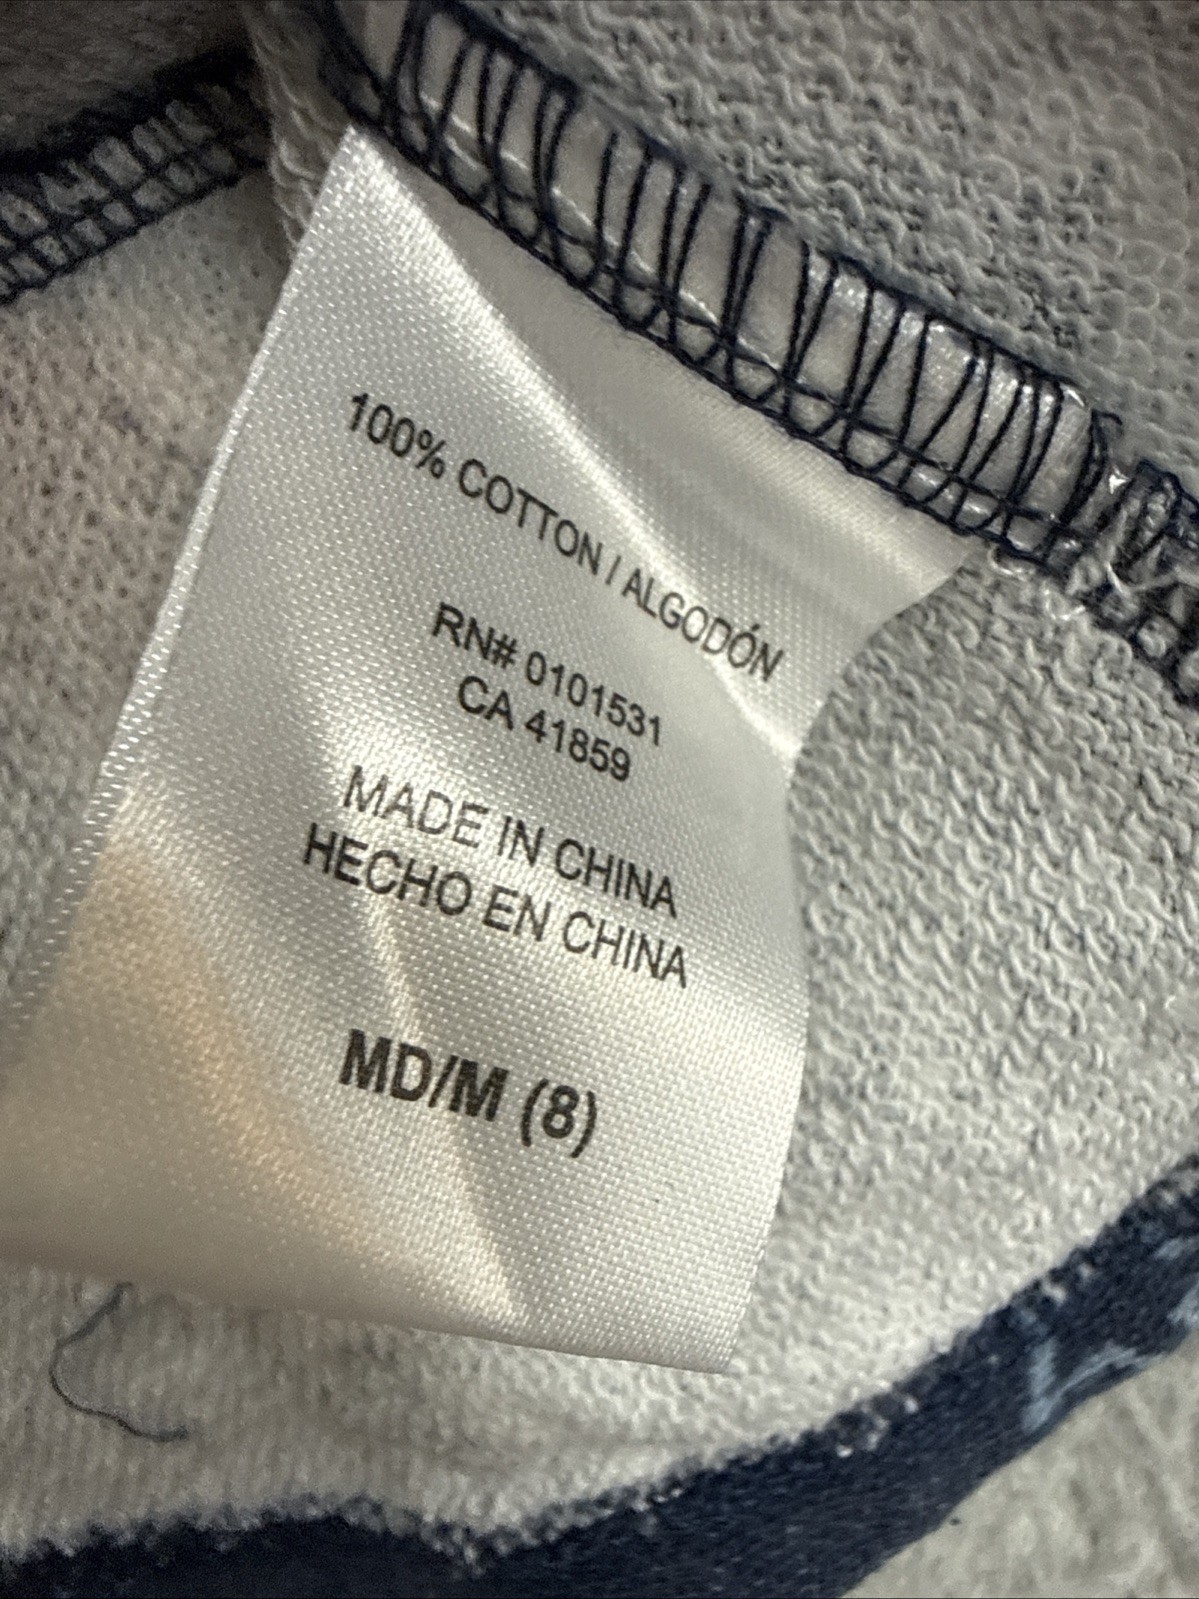 100% COTTON / ALGODÓN
RN# 0101531
CA 41859
MADE IN CHINA
HECHO EN CHINA
MD/M (8)